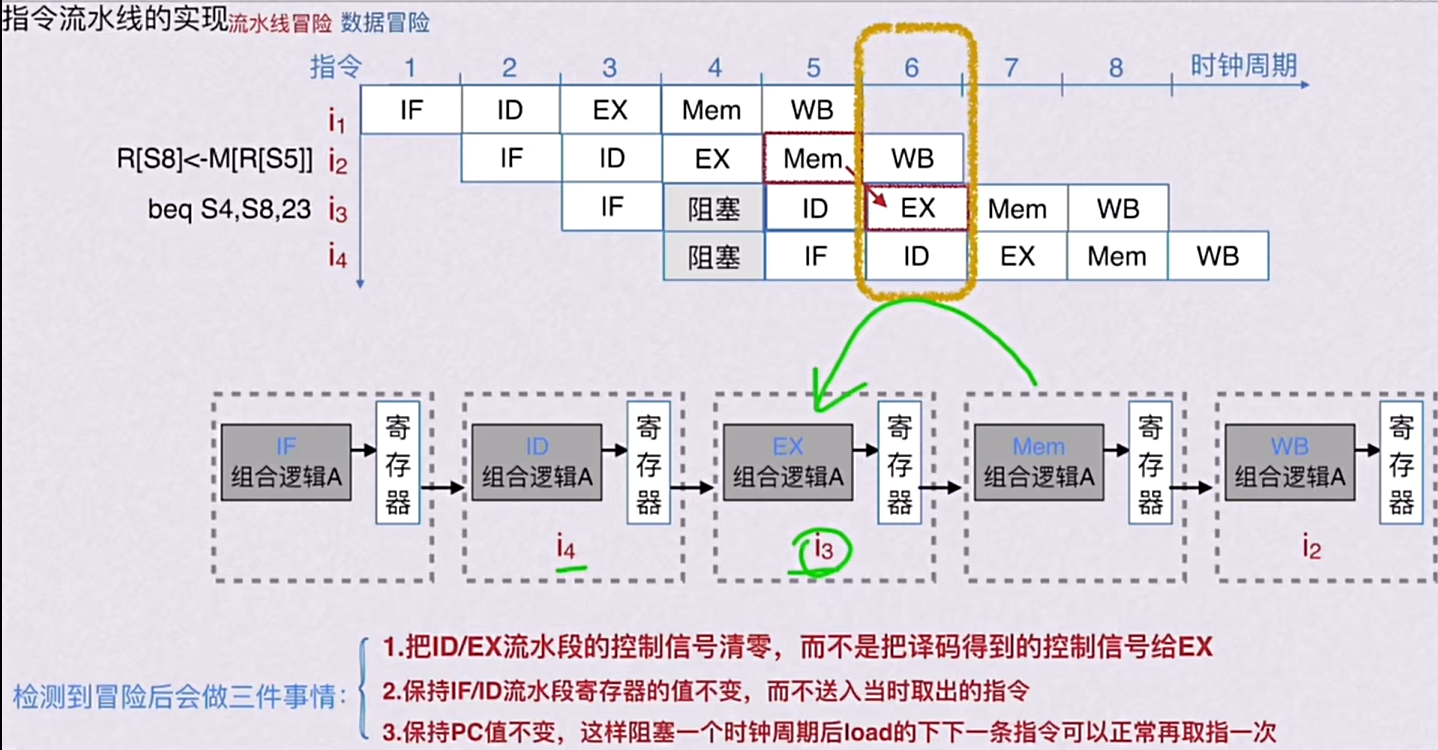 指令流水线的实现流水线冒险 数据冒险
指令 1 2 3 4 5 6 7 8 时钟周期
i1 IF ID EX Mem WB
R[S8]<-M[R[S5]] i2 IF ID EX Mem WB
beq S4,S8,23 i3 IF 阻塞 ID EX Mem WB
i4 阻塞 IF ID EX Mem WB
IF 组合逻辑A 寄存器
ID 组合逻辑A 寄存器
EX 组合逻辑A 寄存器
Mem 组合逻辑A 寄存器
WB 组合逻辑A 寄存器
i4 i3 i2
检测到冒险后会做三件事情:
1.把ID/EX流水段的控制信号清零，而不是把译码得到的控制信号给EX
2.保持IF/ID流水段寄存器的值不变，而不送入当时取出的指令
3.保持PC值不变，这样阻塞一个时钟周期后load的下下一条指令可以正常再取指一次